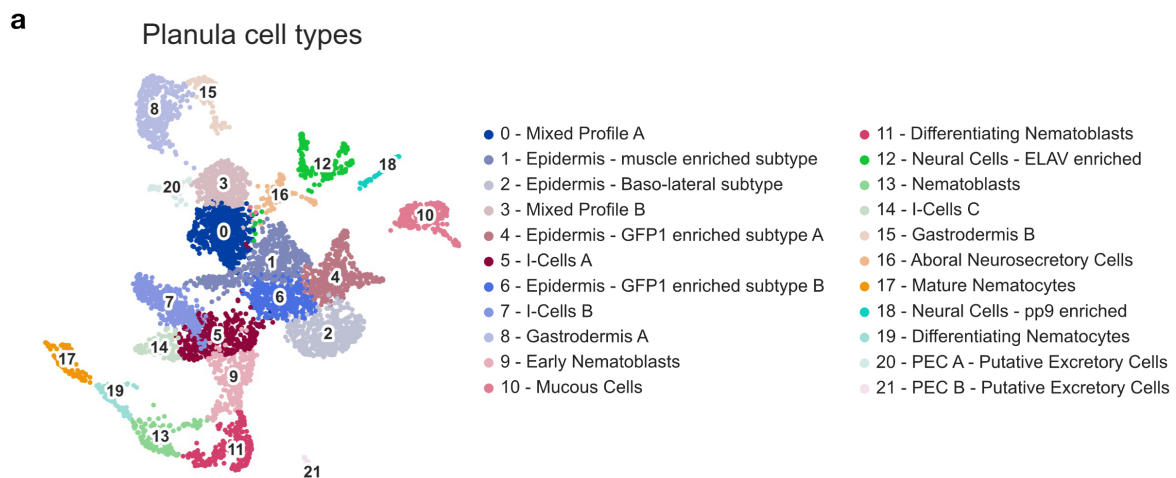 a
Planula cell types
15
8
12
18
20
3
16
10
0
1
4
6
7
2
5
14
17
9
19
13
11
21
0 - Mixed Profile A
1 - Epidermis - muscle enriched subtype
2 - Epidermis - Baso-lateral subtype
3 - Mixed Profile B
4 - Epidermis - GFP1 enriched subtype A
5 - I-Cells A
6 - Epidermis - GFP1 enriched subtype B
7 - I-Cells B
8 - Gastrodermis A
9 - Early Nematoblasts
10 - Mucous Cells
11 - Differentiating Nematoblasts
12 - Neural Cells - ELAV enriched
13 - Nematoblasts
14 - I-Cells C
15 - Gastrodermis B
16 - Aboral Neurosecretory Cells
17 - Mature Nematocytes
18 - Neural Cells - pp9 enriched
19 - Differentiating Nematocytes
20 - PEC A - Putative Excretory Cells
21 - PEC B - Putative Excretory Cells